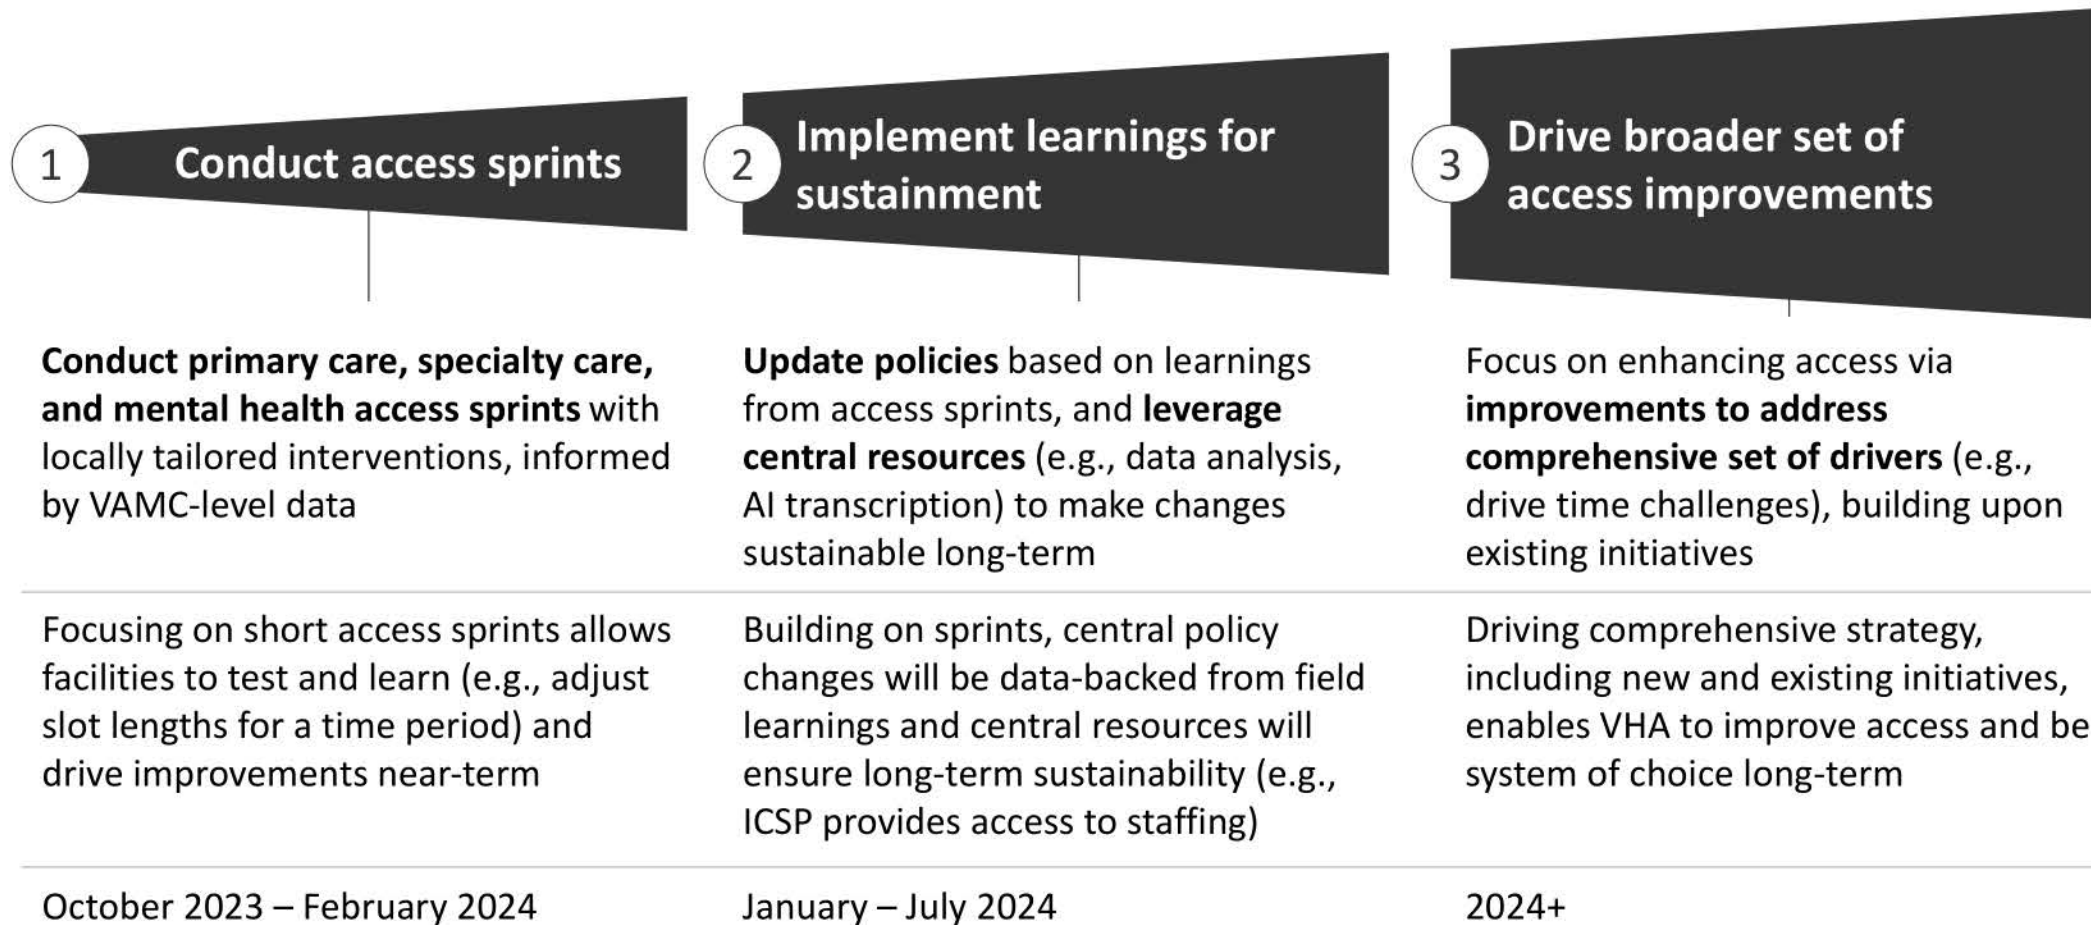 1
Conduct access sprints
2
Implement learnings for
sustainment
3
Drive broader set of
access improvements
Conduct primary care, specialty care,
and mental health access sprints with
locally tailored interventions, informed
by VAMC-level data
Update policies based on learnings
from access sprints, and leverage
central resources (e.g., data analysis,
AI transcription) to make changes
sustainable long-term
Focus on enhancing access via
improvements to address
comprehensive set of drivers (e.g.,
drive time challenges), building upon
existing initiatives
Focusing on short access sprints allows
facilities to test and learn (e.g., adjust
slot lengths for a time period) and
drive improvements near-term
Building on sprints, central policy
changes will be data-backed from field
learnings and central resources will
ensure long-term sustainability (e.g.,
ICSP provides access to staffing)
Driving comprehensive strategy,
including new and existing initiatives,
enables VHA to improve access and be
system of choice long-term
October 2023 – February 2024
January – July 2024
2024+